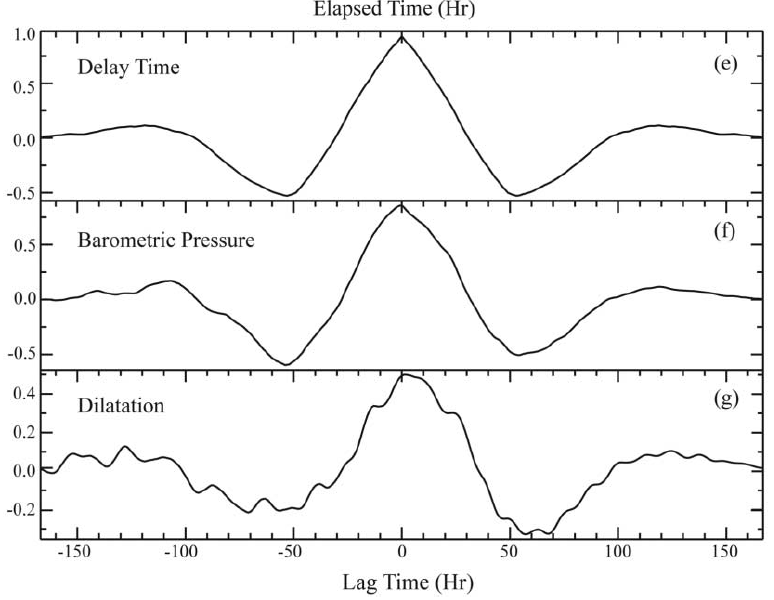 Elapsed Time (Hr)
1.0
Delay Time
(e)
0.5
0.0
-0.5
Barometric Pressure
(f)
0.5
0.0
-0.5
Dilatation
(g)
0.4
0.2
0.0
-0.2
-150 -100 -50 0 50 100 150
Lag Time (Hr)